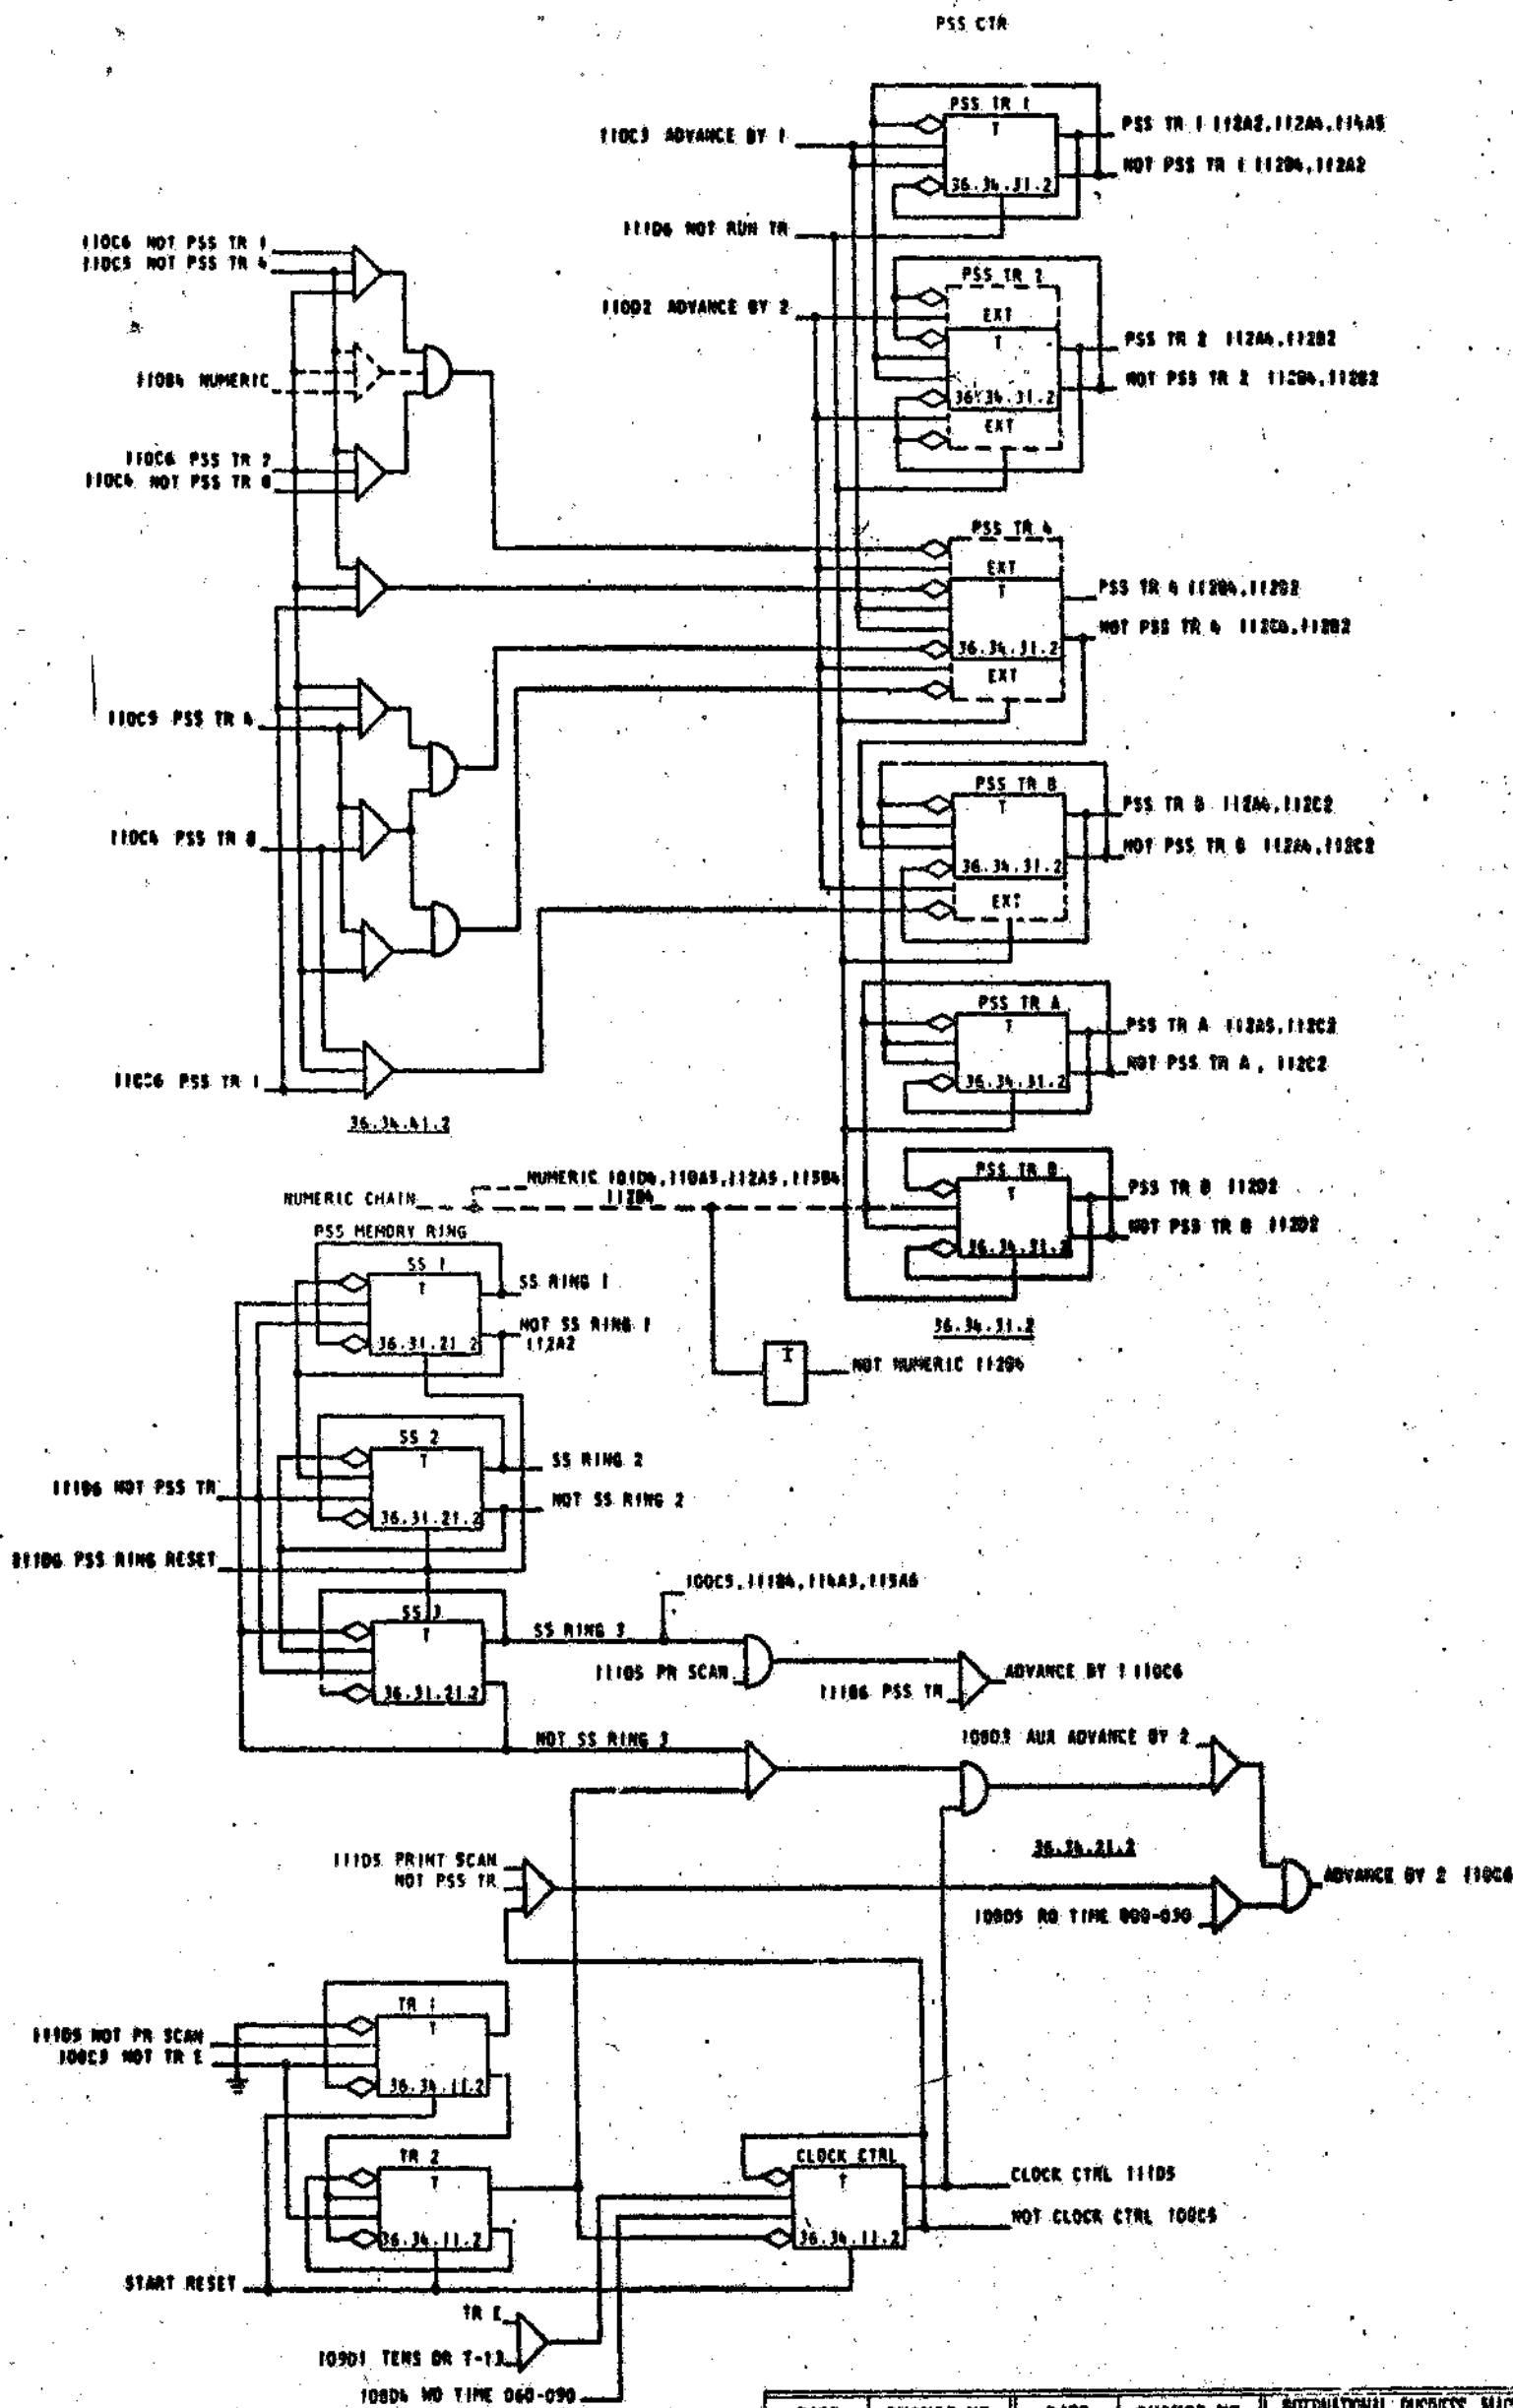 PSS CTR
PSS TR 1
T
36.34.31.2
110C3 ADVANCE BY 1
PSS TR 1 112A2,112A4,114A5
NOT PSS TR 1 112B4,112A2
111D6 NOT RUN TR
110C6 NOT PSS TR 1
110C5 NOT PSS TR 4
PSS TR 2
EXT
T
36.34.31.2
EXT
110D2 ADVANCE BY 2
PSS TR 2 112A4,112B2
NOT PSS TR 2 112B4,112B2
110B4 NUMERIC
110C6 PSS TR 2
110C4 NOT PSS TR 8
PSS TR 4
EXT
T
36.34.31.2
EXT
PSS TR 4 112B4,112B2
NOT PSS TR 4 112C4,112B2
110C5 PSS TR 4
110C4 PSS TR 8
PSS TR 8
T
36.34.31.2
EXT
PSS TR 8 112A4,112C2
NOT PSS TR 8 112A4,112C2
PSS TR A
T
36.34.31.2
PSS TR A 112A5,112C2
NOT PSS TR A, 112C2
110C6 PSS TR 1
36.34.41.2
NUMERIC CHAIN
NUMERIC 101D4,110A5,112A5,115B4
112B4
PSS TR B
T
36.34.31.2
PSS TR B 112D2
NOT PSS TR B 112D2
36.34.31.2
PSS MEMORY RING
SS 1
T
36.31.21.2
SS RING 1
NOT SS RING 1
112A2
I
NOT NUMERIC 112B4
SS 2
T
36.31.21.2
SS RING 2
NOT SS RING 2
111B6 NOT PSS TR
111D6 PSS RING RESET
SS 3
T
36.31.21.2
100C5,111B4,114A3,115A6
SS RING 3
111D5 PR SCAN
111B6 PSS TR
ADVANCE BY 1 110C6
NOT SS RING 3
108D3 AUX ADVANCE BY 2
36.34.21.2
111D5 PRINT SCAN
NOT PSS TR
108D5 RO TIME 000-030
ADVANCE BY 2 110C6
TR 1
T
36.34.11.2
111D5 NOT PR SCAN
108C3 NOT TR E
TR 2
T
36.34.11.2
CLOCK CTRL
T
36.34.11.2
CLOCK CTRL 111D5
NOT CLOCK CTRL 108C5
START RESET
TR E
109D1 TENS DR T-13
108D4 WO TIME 060-090